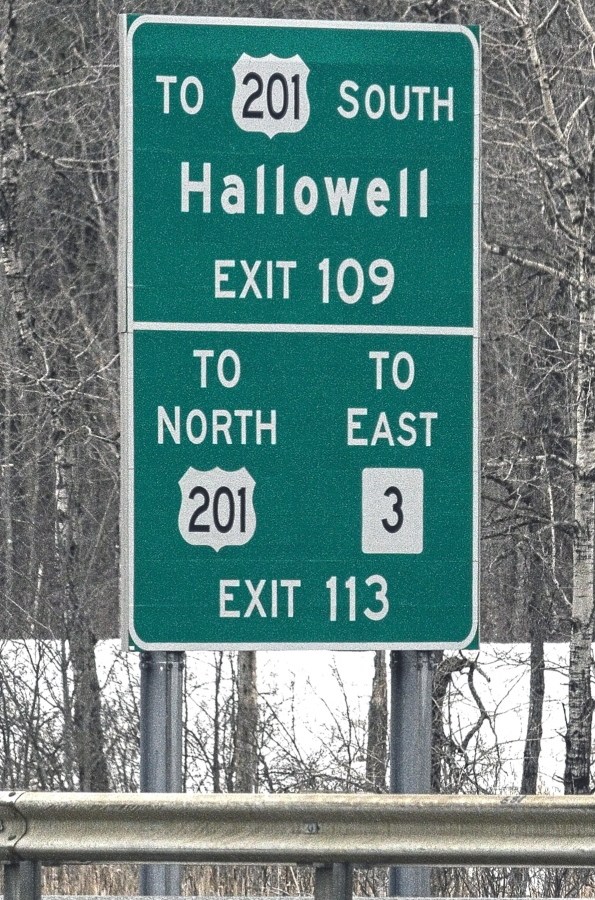 TO 201 SOUTH
Hallowell
EXIT 109
TO TO
NORTH EAST
201 3
EXIT 113